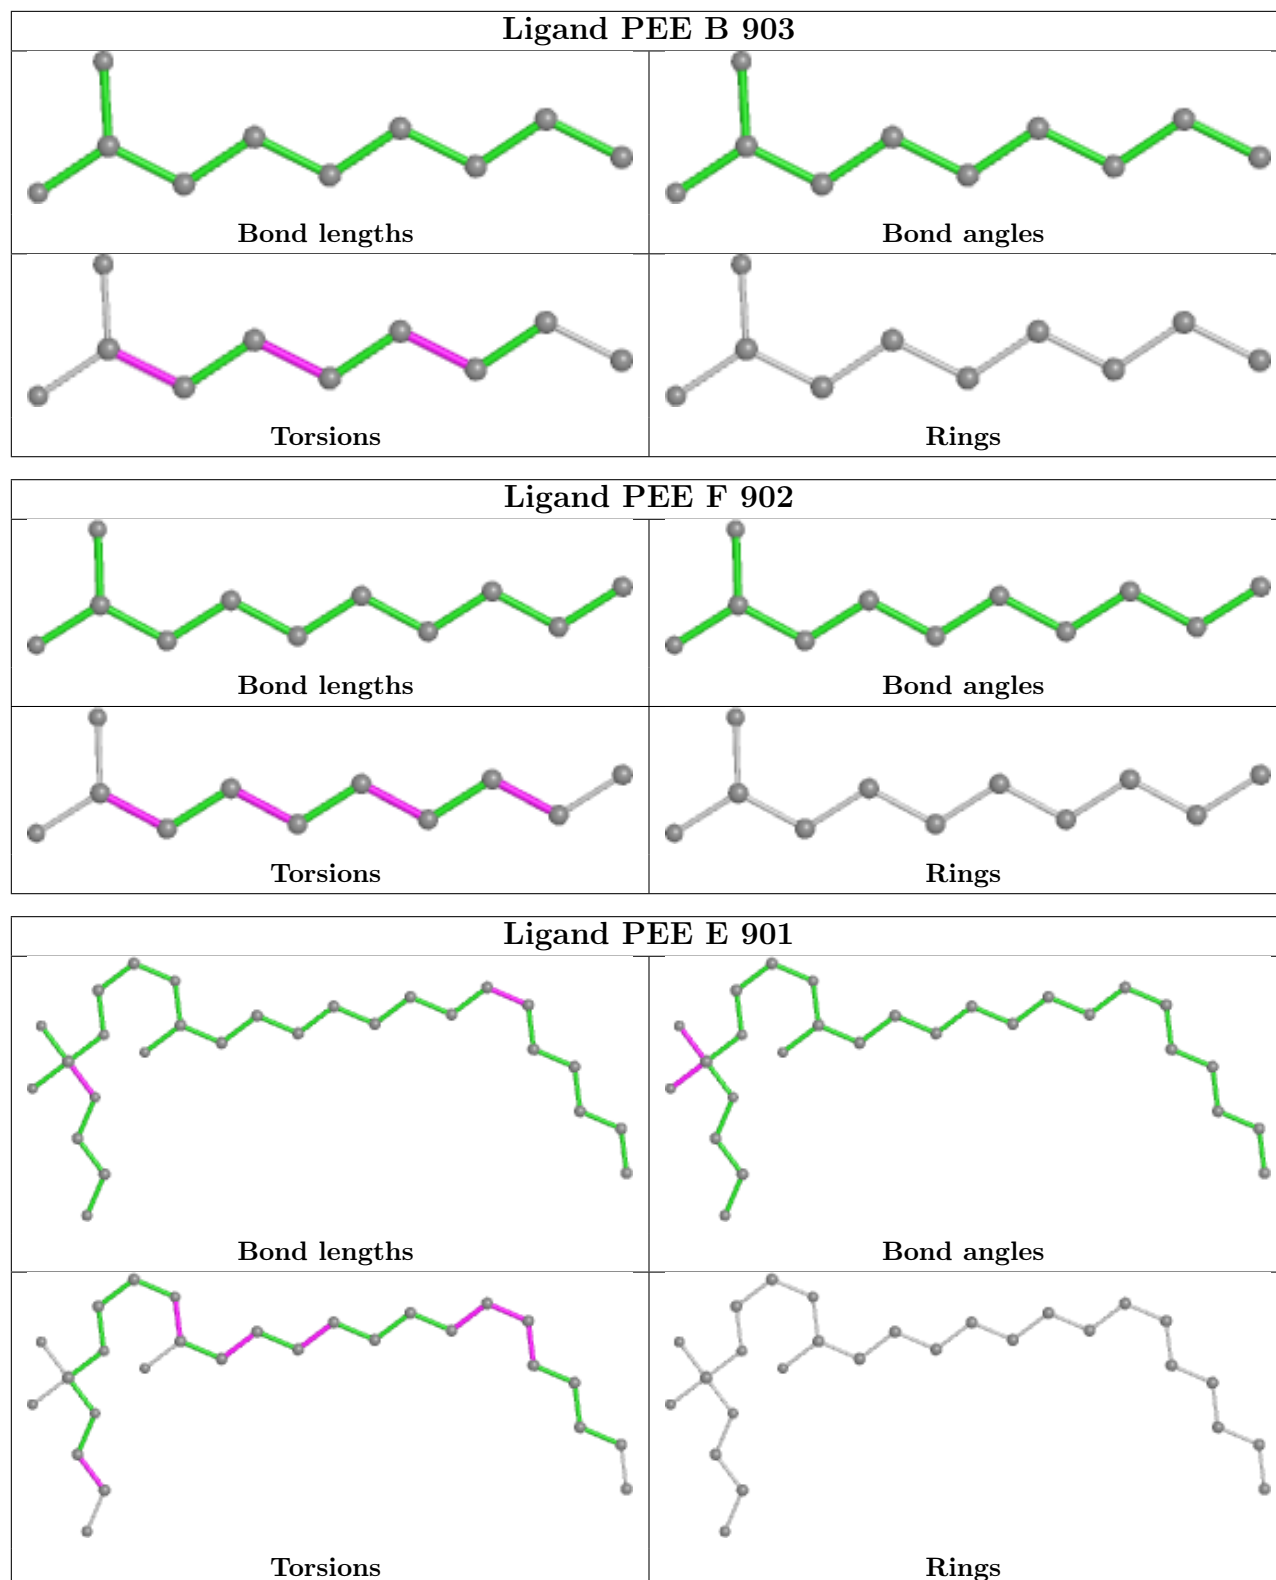 Ligand PEE B 903
Bond lengths
Bond angles
Torsions
Rings
Ligand PEE F 902
Bond lengths
Bond angles
Torsions
Rings
Ligand PEE E 901
Bond lengths
Bond angles
Torsions
Rings